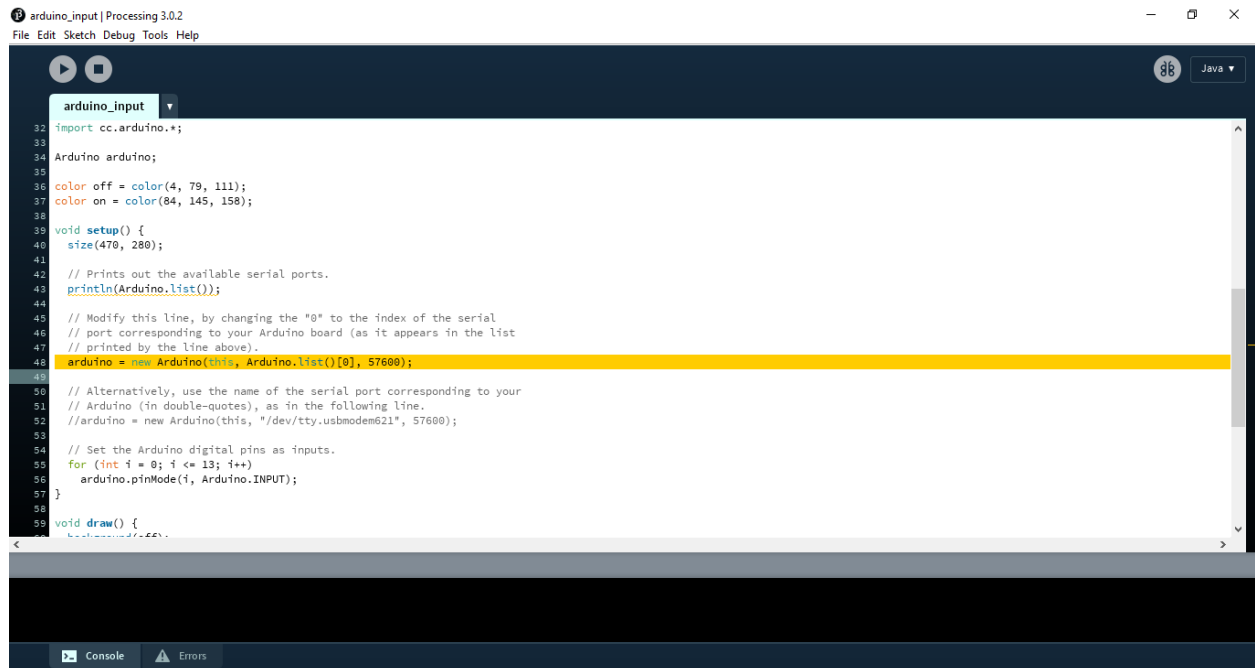 arduino_input | Processing 3.0.2
File Edit Sketch Debug Tools Help
Java ▼
arduino_input ▼
32 import cc.arduino.*;
33
34 Arduino arduino;
35
36 color off = color(4, 79, 111);
37 color on = color(84, 145, 158);
38
39 void setup() {
40 size(470, 280);
41
42 // Prints out the available serial ports.
43 println(Arduino.list());
44
45 // Modify this line, by changing the "0" to the index of the serial
46 // port corresponding to your Arduino board (as it appears in the list
47 // printed by the line above).
48 arduino = new Arduino(this, Arduino.list()[0], 57600);
49
50 // Alternatively, use the name of the serial port corresponding to your
51 // Arduino (in double-quotes), as in the following line.
52 //arduino = new Arduino(this, "/dev/tty.usbmodem621", 57600);
53
54 // Set the Arduino digital pins as inputs.
55 for (int i = 0; i <= 13; i++)
56 arduino.pinMode(i, Arduino.INPUT);
57 }
58
59 void draw() {
Console Errors